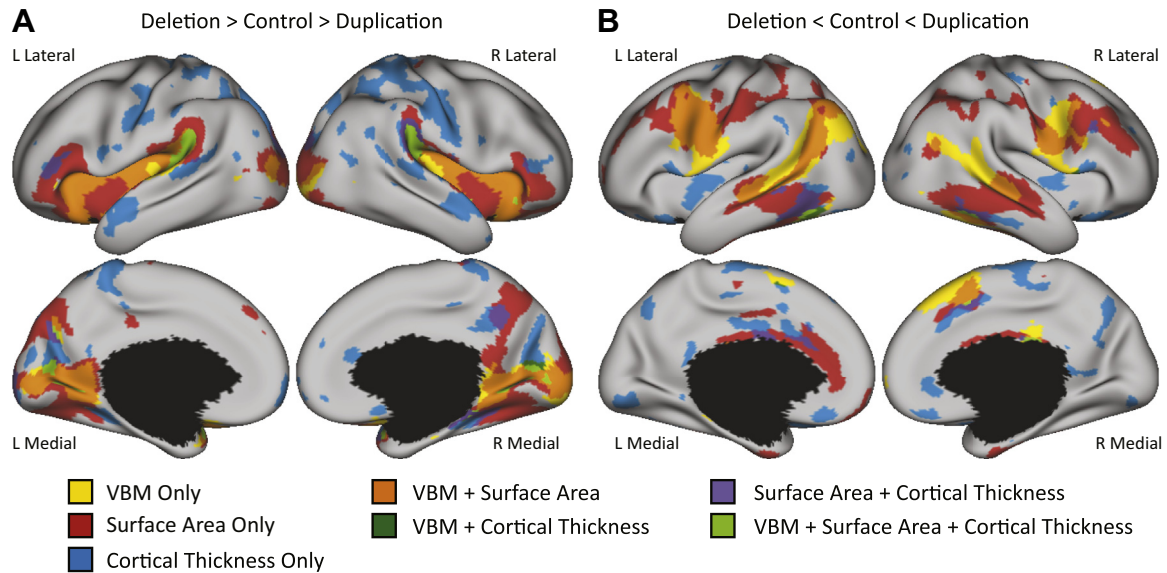 A Deletion > Control > Duplication
B Deletion < Control < Duplication
L Lateral
R Lateral
L Lateral
R Lateral
L Medial
R Medial
L Medial
R Medial
VBM Only
Surface Area Only
Cortical Thickness Only
VBM + Surface Area
VBM + Cortical Thickness
Surface Area + Cortical Thickness
VBM + Surface Area + Cortical Thickness